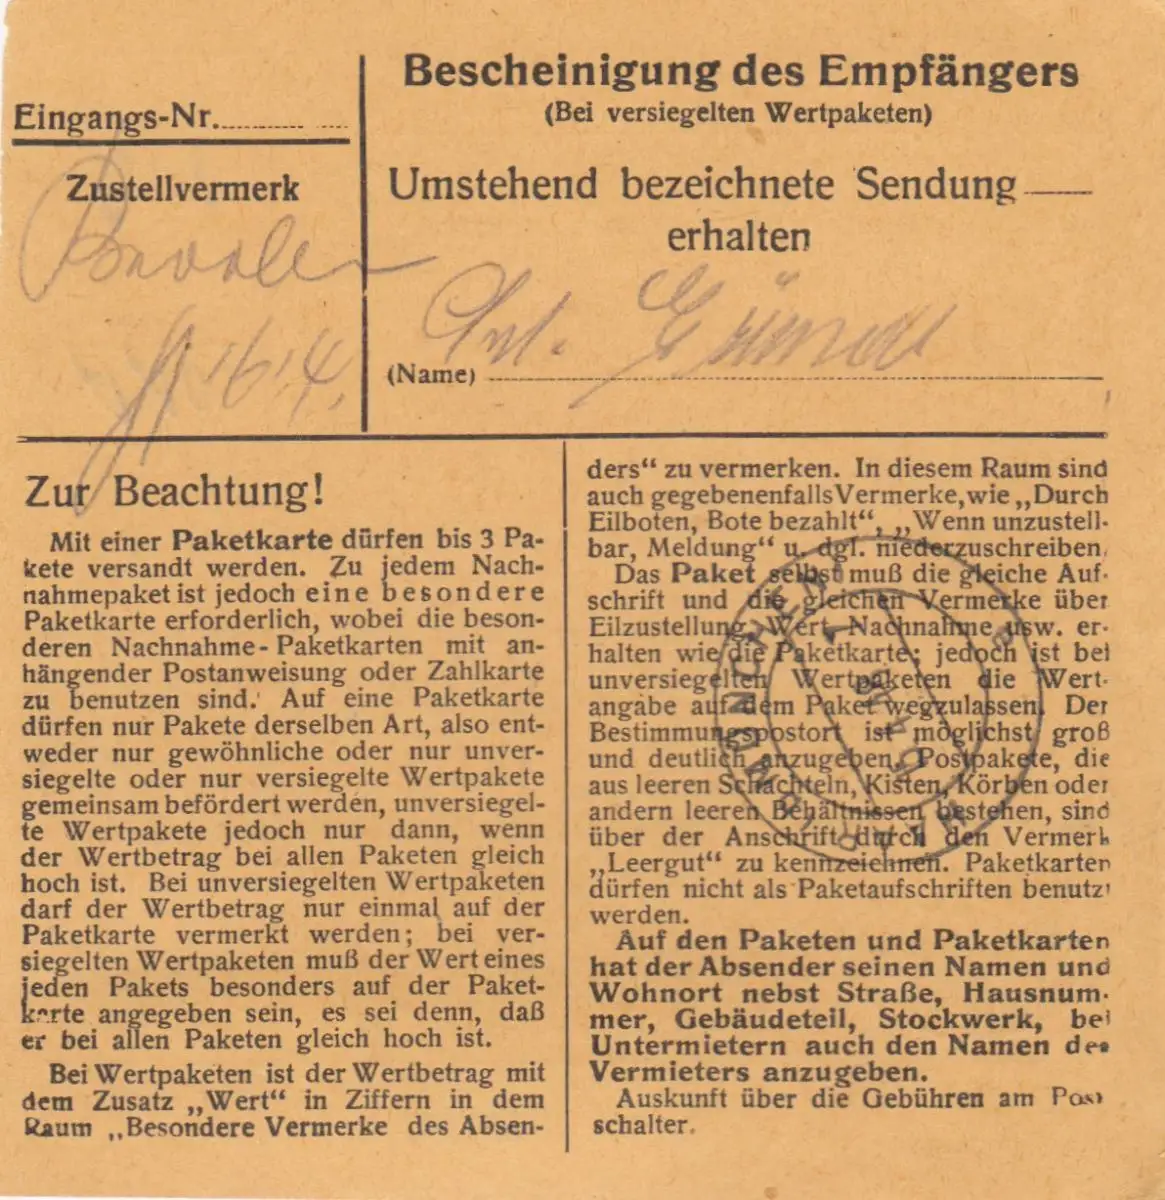 Eingangs-Nr.
Zustellvermerk
Bescheinigung des Empfängers
(Bei versiegelten Wertpaketen)
Umstehend bezeichnete Sendung
erhalten
(Name)
Zur Beachtung!
Mit einer Paketkarte dürfen bis 3 Pa-
kete versandt werden. Zu jedem Nach-
nahmepaket ist jedoch eine besondere
Paketkarte erforderlich, wobei die beson-
deren Nachnahme-Paketkarten mit an-
hängender Postanweisung oder Zahlkarte
zu benutzen sind. Auf eine Paketkarte
dürfen nur Pakete derselben Art, also ent-
weder nur gewöhnliche oder nur unver-
siegelte oder nur versiegelte Wertpakete
gemeinsam befördert werden, unversiegel-
te Wertpakete jedoch nur dann, wenn
der Wertbetrag bei allen Paketen gleich
hoch ist. Bei unversiegelten Wertpaketen
darf der Wertbetrag nur einmal auf der
Paketkarte vermerkt werden; bei ver-
siegelten Wertpaketen muß der Wert eines
jeden Pakets besonders auf der Paket-
karte angegeben sein, es sei denn, daß
er bei allen Paketen gleich hoch ist.
Bei Wertpaketen ist der Wertbetrag mit
dem Zusatz „Wert“ in Ziffern in dem
Raum „Besondere Vermerke des Absen-
ders“ zu vermerken. In diesem Raum sind
auch gegebenenfalls Vermerke, wie „Durch
Eilboten, Bote bezahlt“, „Wenn unzustell-
bar, Meldung“ u. dgl. niederzuschreiben.
Das Paket selbst muß die gleiche Auf-
schrift und die gleichen Vermerke über
Eilzustellung, Wert, Nachnahme usw. er-
halten wie die Paketkarte; jedoch ist bei
unversiegelten Wertpaketen die Wert-
angabe auf dem Paket wegzulassen. Der
Bestimmungspostort ist möglichst groß
und deutlich anzugeben. Postpakete, die
aus leeren Schachteln, Kisten, Körben oder
andern leeren Behältnissen bestehen, sind
über der Anschrift durch den Vermerk
„Leergut“ zu kennzeichnen. Paketkarten
dürfen nicht als Paketaufschriften benutzt
werden.
Auf den Paketen und Paketkarten
hat der Absender seinen Namen und
Wohnort nebst Straße, Hausnum-
mer, Gebäudeteil, Stockwerk, bei
Untermietern auch den Namen des
Vermieters anzugeben.
Auskunft über die Gebühren am Post
schalter.